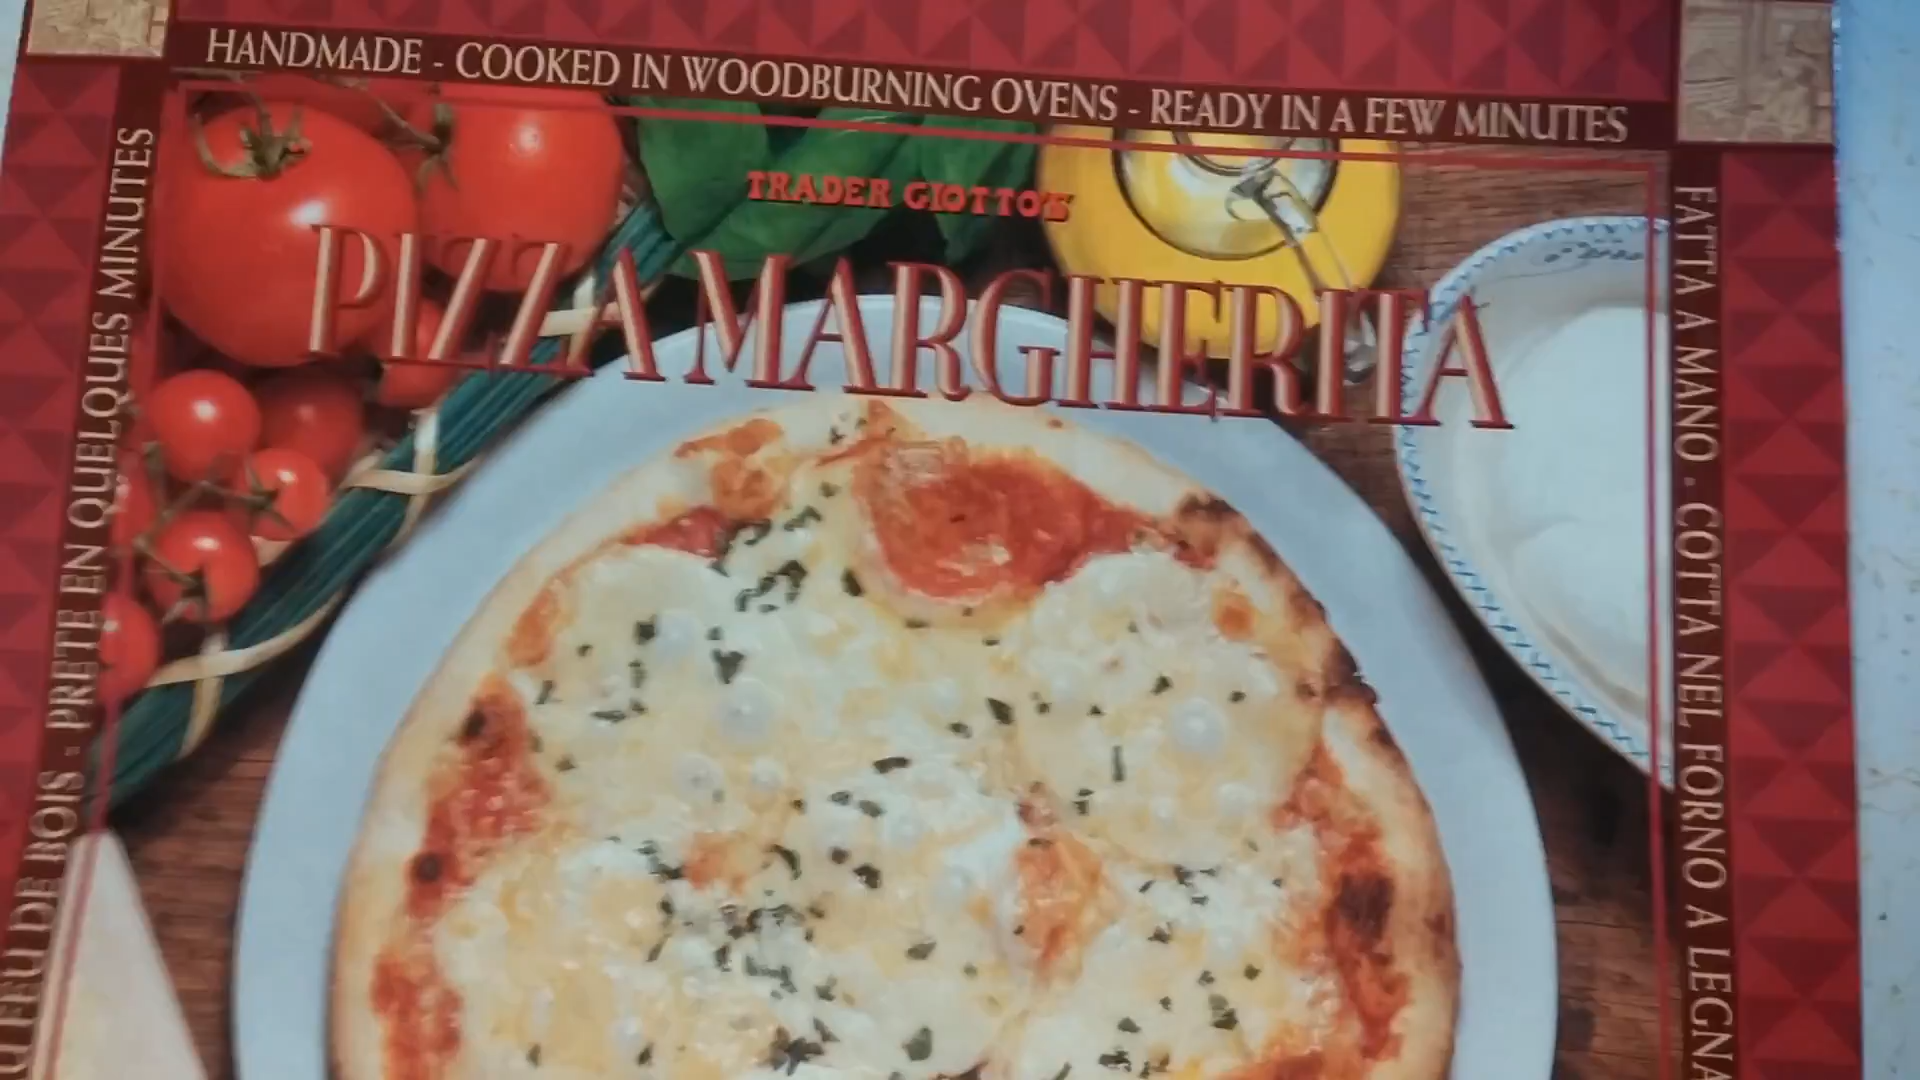 HANDMADE - COOKED IN WOODBURNING OVENS - READY IN A FEW MINUTES
TRADER GIOTTO'S
PIZZA MARGHERITA
FEU DE BOIS - PRETE EN QUELQUES MINUTES
FATTA A MANO - COTTA NEL FORNO A LEGNA